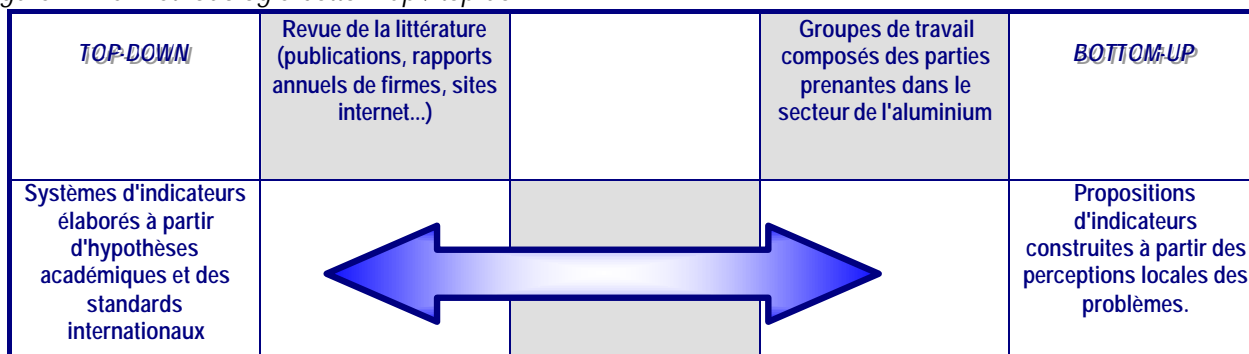 TOP-DOWN
Revue de la littérature
(publications, rapports
annuels de firmes, sites
internet...)
Groupes de travail
composés des parties
prenantes dans le
secteur de l'aluminium
BOTTOM-UP
Systèmes d'indicateurs
élaborés à partir
d'hypothèses
académiques et des
standards
internationaux
Propositions
d'indicateurs
construites à partir des
perceptions locales des
problèmes.